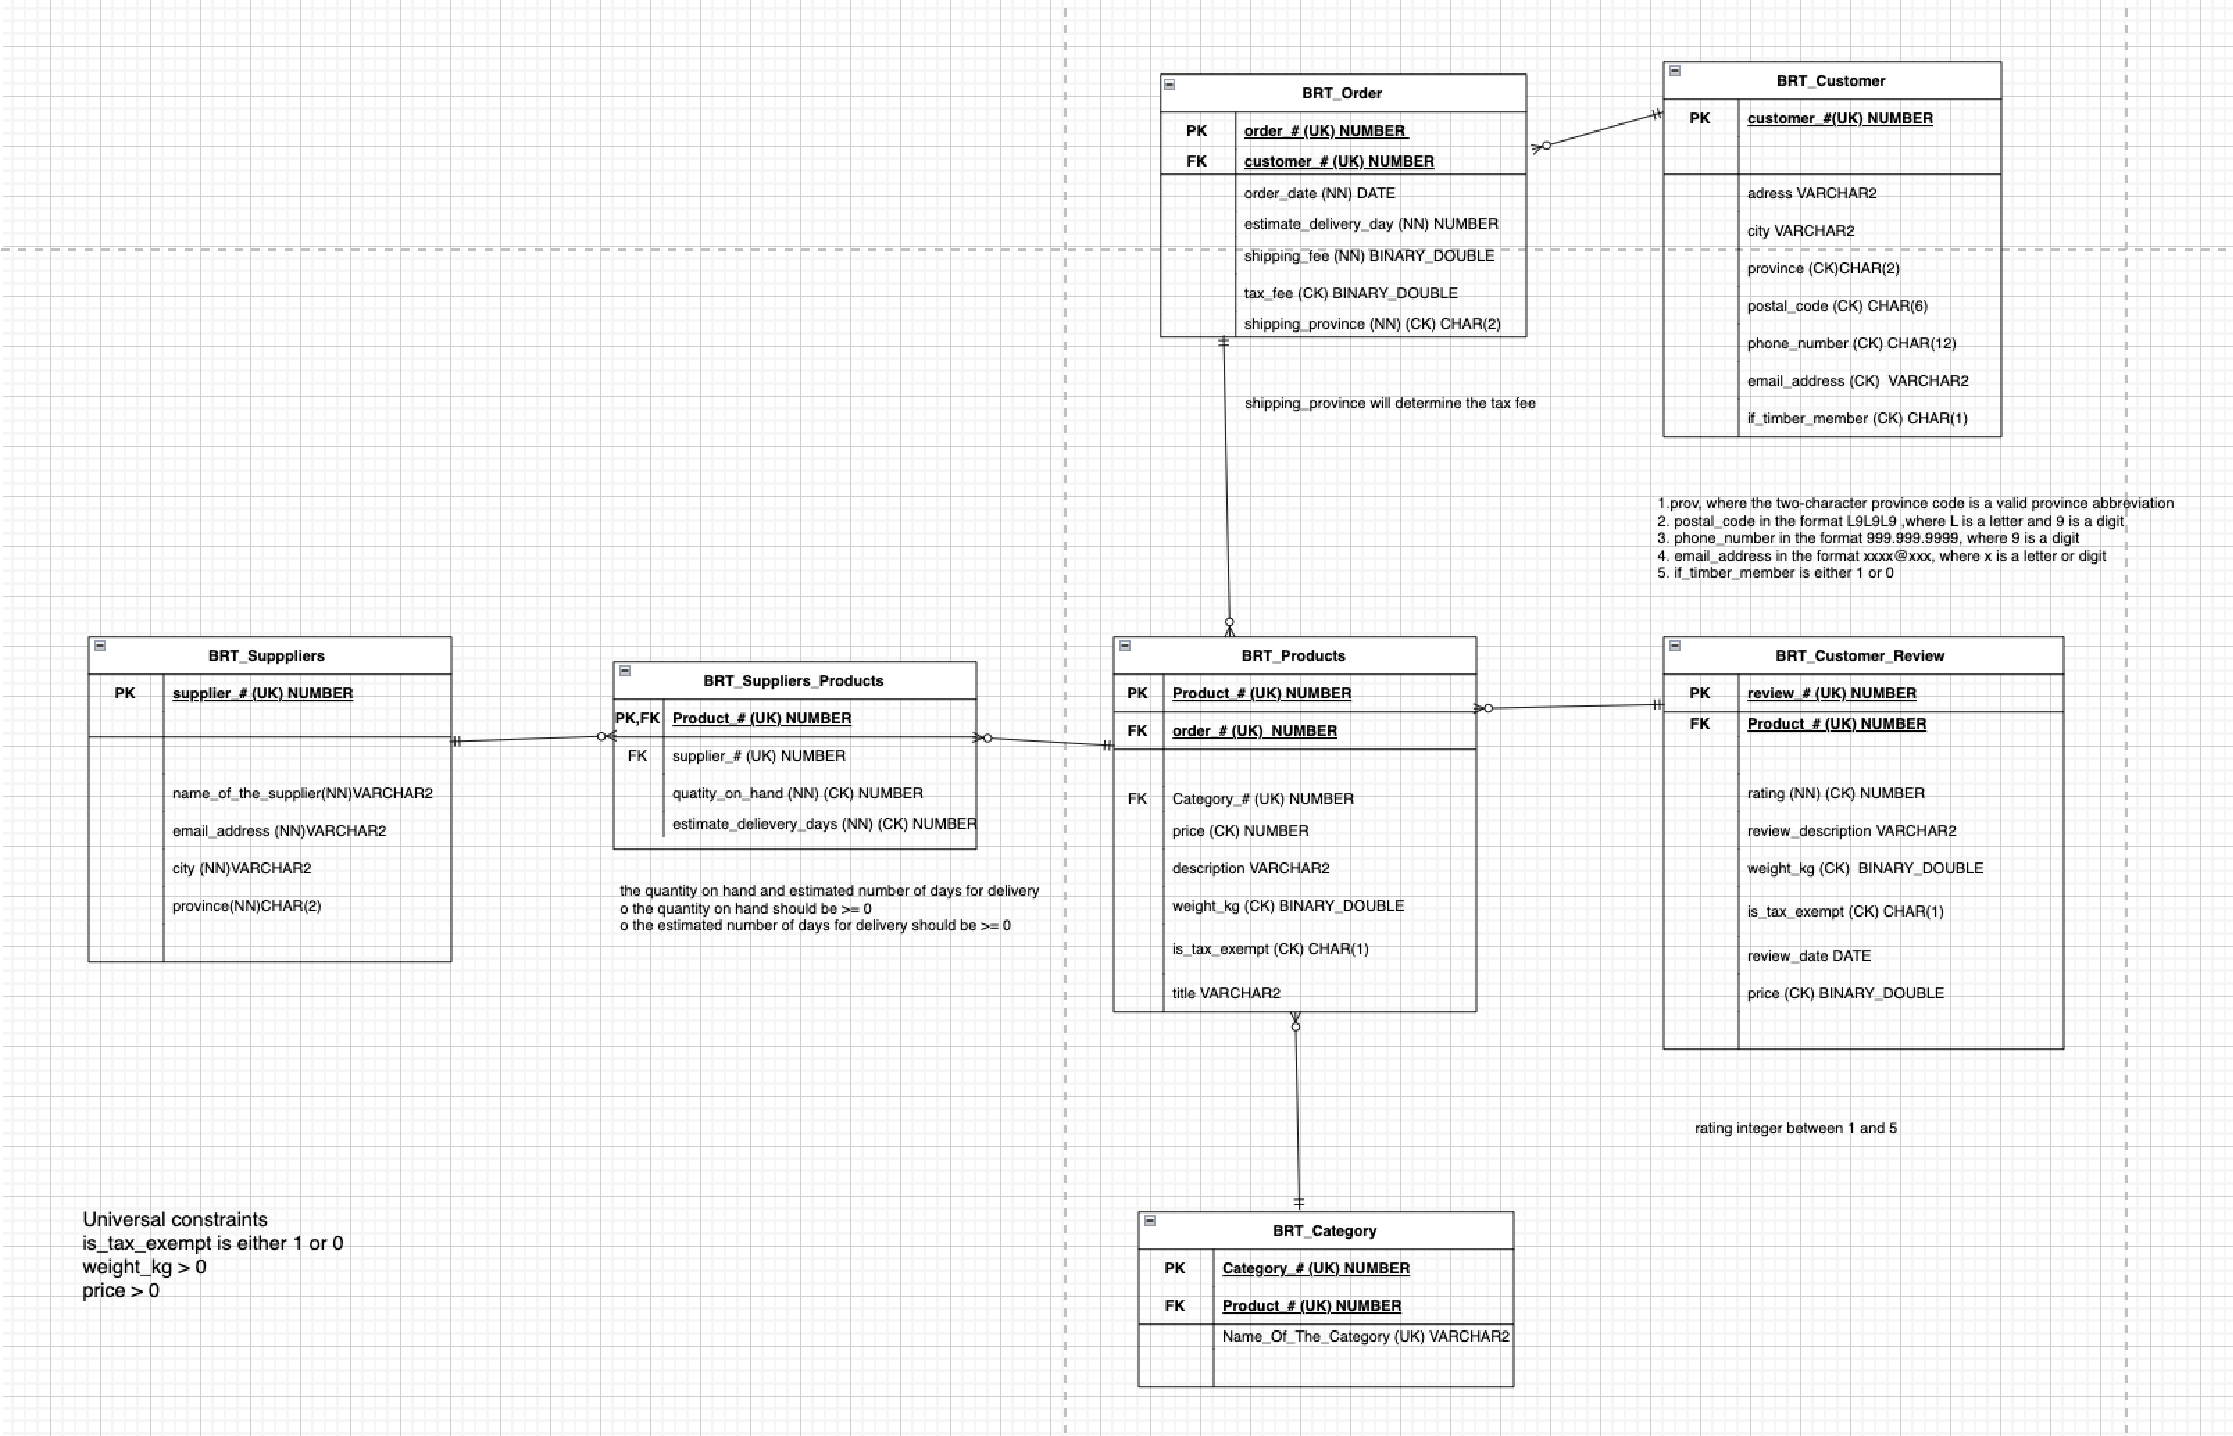 BRT_Order
PK order_# (UK) NUMBER
FK customer_# (UK) NUMBER
order_date (NN) DATE
estimate_delivery_day (NN) NUMBER
shipping_fee (NN) BINARY_DOUBLE
tax_fee (CK) BINARY_DOUBLE
shipping_province (NN) (CK) CHAR(2)
shipping_province will determine the tax fee
BRT_Customer
PK customer_#(UK) NUMBER
adress VARCHAR2
city VARCHAR2
province (CK)CHAR(2)
postal_code (CK) CHAR(6)
phone_number (CK) CHAR(12)
email_address (CK) VARCHAR2
if_timber_member (CK) CHAR(1)
1.prov, where the two-character province code is a valid province abbreviation
2. postal_code in the format L9L9L9 ,where L is a letter and 9 is a digit
3. phone_number in the format 999.999.9999, where 9 is a digit
4. email_address in the format xxxx@xxx, where x is a letter or digit
5. if_timber_member is either 1 or 0
BRT_Supppliers
PK supplier_# (UK) NUMBER
name_of_the_supplier(NN)VARCHAR2
email_address (NN)VARCHAR2
city (NN)VARCHAR2
province(NN)CHAR(2)
BRT_Suppliers_Products
PK,FK Product_# (UK) NUMBER
FK supplier_# (UK) NUMBER
quatity_on_hand (NN) (CK) NUMBER
estimate_delievery_days (NN) (CK) NUMBER
the quantity on hand and estimated number of days for delivery
o the quantity on hand should be >= 0
o the estimated number of days for delivery should be >= 0
BRT_Products
PK Product_# (UK) NUMBER
FK order_# (UK) NUMBER
FK Category_# (UK) NUMBER
price (CK) NUMBER
description VARCHAR2
weight_kg (CK) BINARY_DOUBLE
is_tax_exempt (CK) CHAR(1)
title VARCHAR2
BRT_Customer_Review
PK review_# (UK) NUMBER
FK Product_# (UK) NUMBER
rating (NN) (CK) NUMBER
review_description VARCHAR2
weight_kg (CK) BINARY_DOUBLE
is_tax_exempt (CK) CHAR(1)
review_date DATE
price (CK) BINARY_DOUBLE
rating integer between 1 and 5
Universal constraints
is_tax_exempt is either 1 or 0
weight_kg > 0
price > 0
BRT_Category
PK Category_# (UK) NUMBER
FK Product_# (UK) NUMBER
Name_Of_The_Category (UK) VARCHAR2